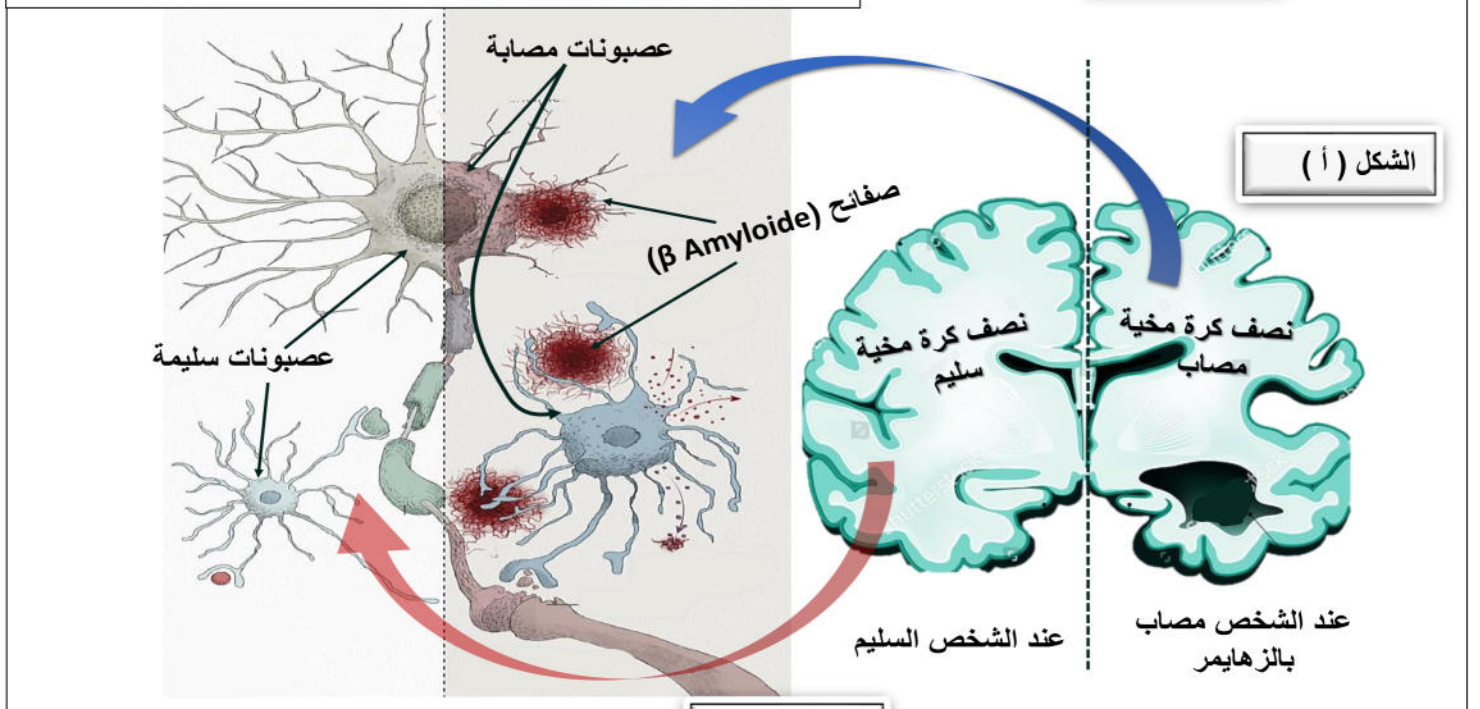 عصبونات مصابة
الشكل ( أ )
صفائح (β Amyloide)
نصف كرة مخية
مصاب
نصف كرة مخية
سليم
عصبونات سليمة
عند الشخص مصاب
بالزهايمر
عند الشخص السليم